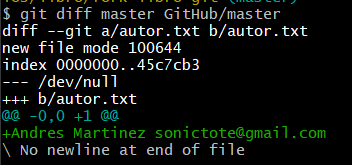 $ git diff master GitHub/master
diff --git a/autor.txt b/autor.txt
new file mode 100644
index 0000000..45c7cb3
--- /dev/null
+++ b/autor.txt
@@ -0,0 +1 @@
+Andres Martinez sonictote@gmail.com
\ No newline at end of file